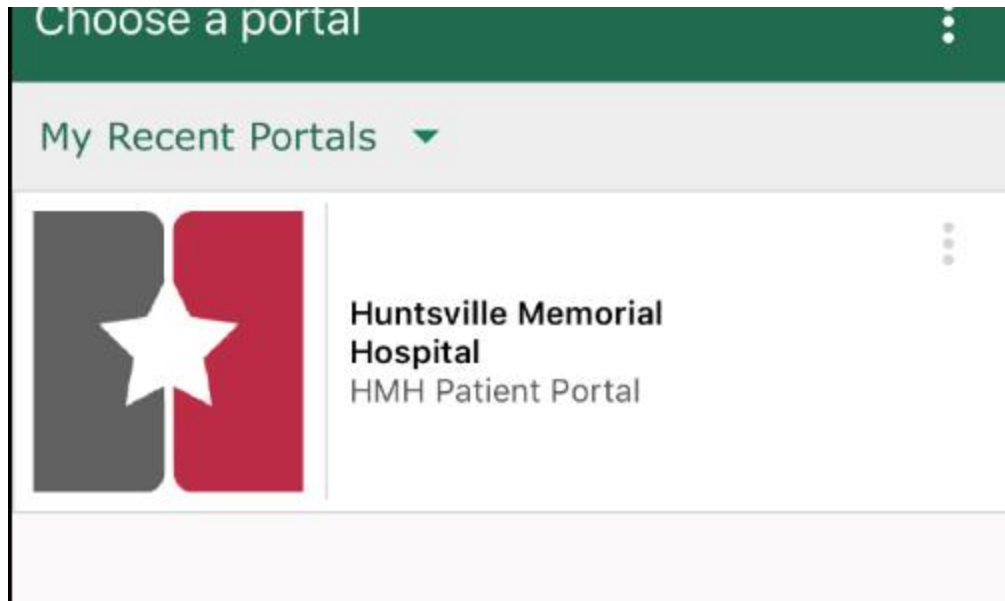 Choose a portal
My Recent Portals
Huntsville Memorial
Hospital
HMH Patient Portal